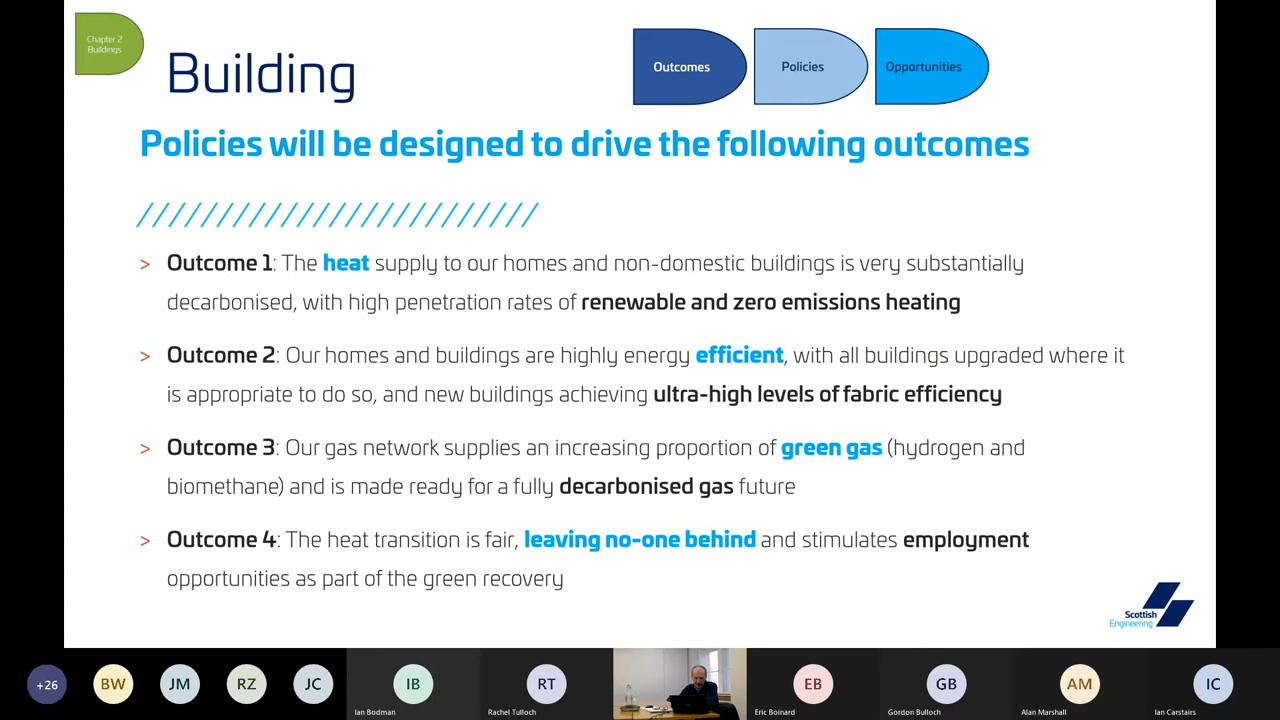 Chapter 2
Buildings
Building
Outcomes
Policies
Opportunities
Policies will be designed to drive the following outcomes
> Outcome 1: The heat supply to our homes and non-domestic buildings is very substantially
decarbonised, with high penetration rates of renewable and zero emissions heating
> Outcome 2: Our homes and buildings are highly energy efficient, with all buildings upgraded where it
is appropriate to do so, and new buildings achieving ultra-high levels of fabric efficiency
> Outcome 3: Our gas network supplies an increasing proportion of green gas (hydrogen and
biomethane) and is made ready for a fully decarbonised gas future
> Outcome 4: The heat transition is fair, leaving no-one behind and stimulates employment
opportunities as part of the green recovery
Scottish
Engineering
+26
BW
JM
RZ
JC
IB
Ian Bodman
RT
Rachel Tulloch
EB
Eric Boinard
GB
Gordon Bulloch
AM
Alan Marshall
IC
Ian Carstairs